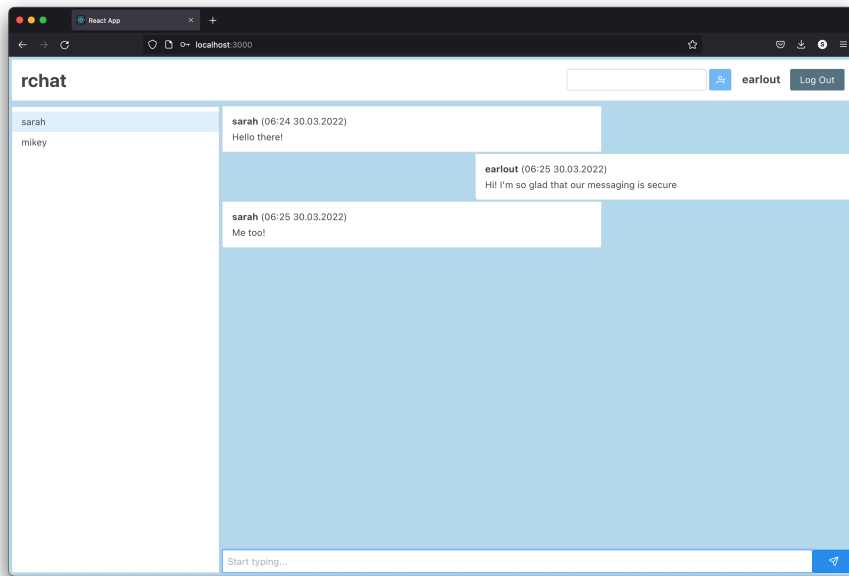 React App
localhost:3000
S
rchat
earlout
Log Out
sarah
mikey
sarah (06:24 30.03.2022)
Hello there!
earlout (06:25 30.03.2022)
Hi! I'm so glad that our messaging is secure
sarah (06:25 30.03.2022)
Me too!
Start typing...